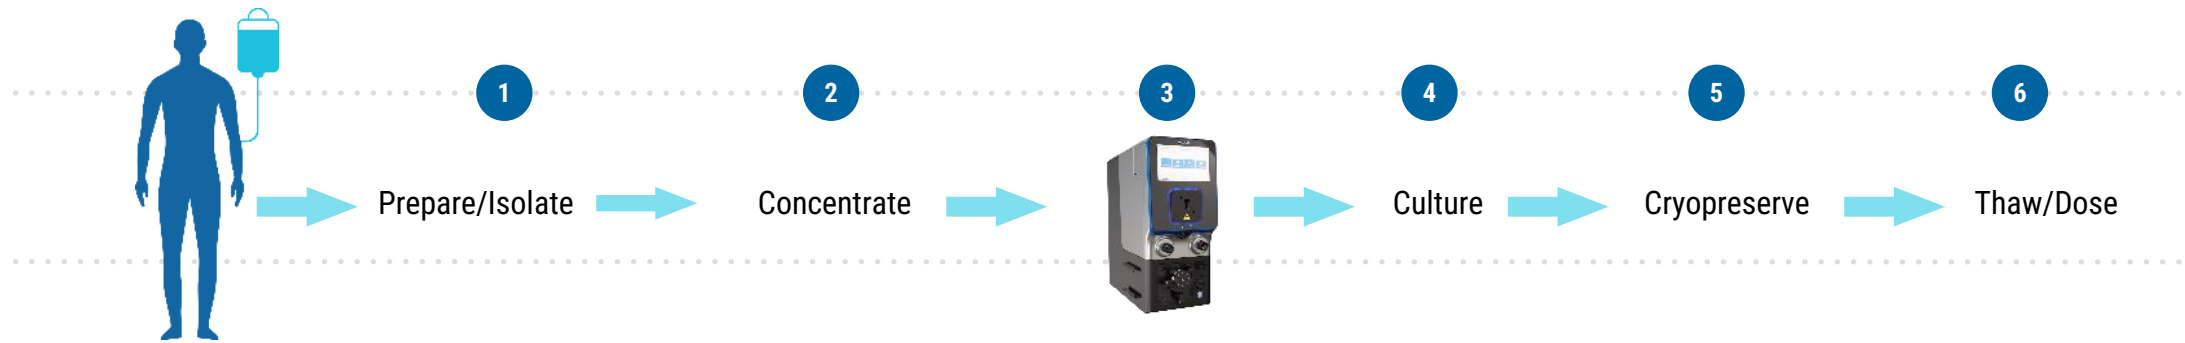 1
2
3
4
5
6
Prepare/Isolate
Concentrate
Culture
Cryopreserve
Thaw/Dose